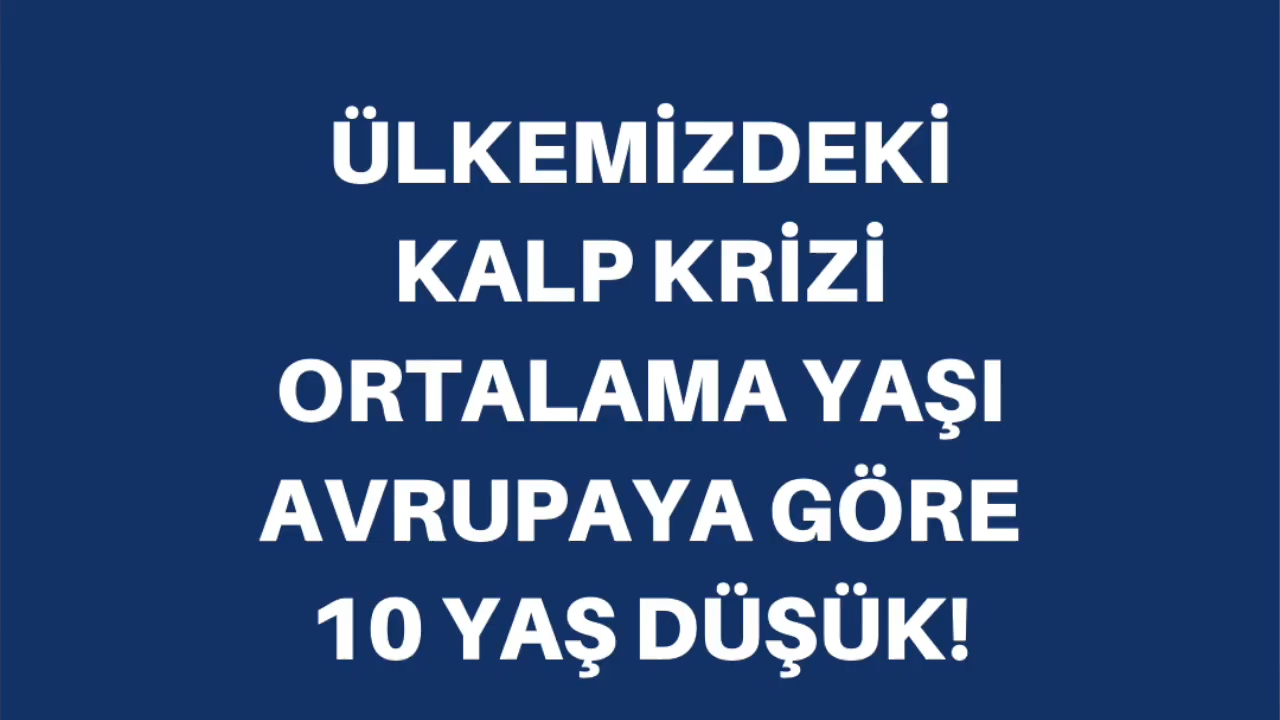 ÜLKEMİZDEKİ
KALP KRİZİ
ORTALAMA YAŞI
AVRUPAYA GÖRE
10 YAŞ DÜŞÜK!